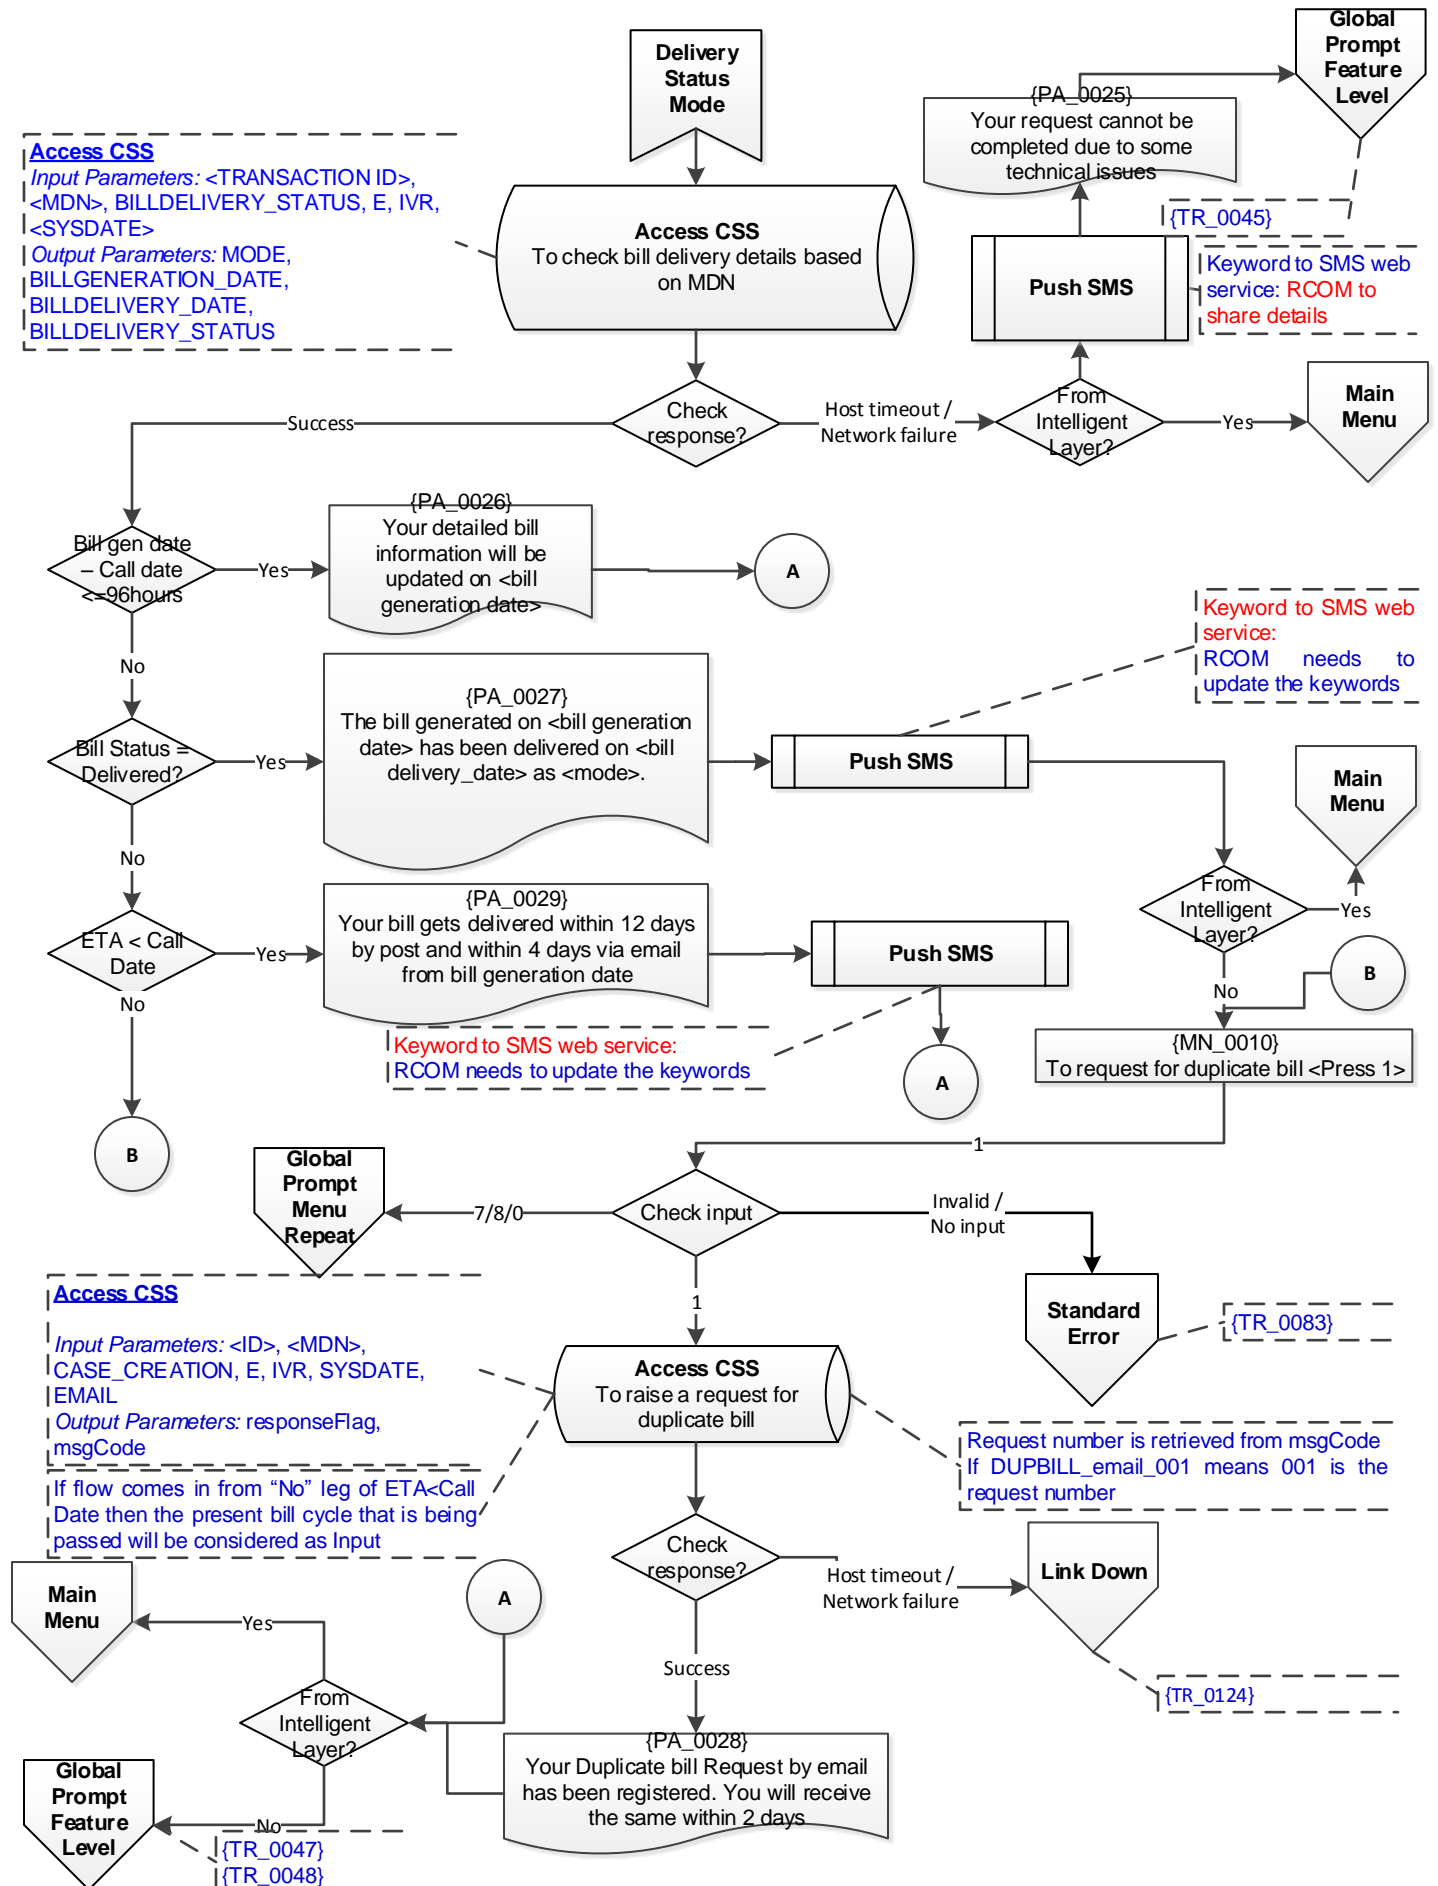 Global
Prompt
Feature
Level
Delivery
Status
Mode
{PA_0025}
Your request cannot be
completed due to some
technical issues
Access CSS
Input Parameters: <TRANSACTION ID>,
<MDN>, BILLDELIVERY_STATUS, E, IVR,
<SYSDATE>
Output Parameters: MODE,
BILLGENERATION_DATE,
BILLDELIVERY_DATE,
BILLDELIVERY_STATUS
Access CSS
To check bill delivery details based
on MDN
{TR_0045}
Push SMS
Keyword to SMS web
service: RCOM to
share details
Success
Check
response?
Host timeout /
Network failure
From
Intelligent
Layer?
Yes
Main
Menu
Bill gen date
– Call date
<=96hours
Yes
{PA_0026}
Your detailed bill
information will be
updated on <bill
generation date>
A
No
Keyword to SMS web
service:
RCOM needs to
update the keywords
Bill Status =
Delivered?
Yes
{PA_0027}
The bill generated on <bill generation
date> has been delivered on <bill
delivery_date> as <mode>.
Push SMS
Main
Menu
No
From
Intelligent
Layer?
Yes
ETA < Call
Date
Yes
{PA_0029}
Your bill gets delivered within 12 days
by post and within 4 days via email
from bill generation date
Push SMS
B
No
No
Keyword to SMS web service:
RCOM needs to update the keywords
A
{MN_0010}
To request for duplicate bill <Press 1>
B
1
Global
Prompt
Menu
Repeat
7/8/0
Check input
Invalid /
No input
1
Standard
Error
{TR_0083}
Access CSS
Input Parameters: <ID>, <MDN>,
CASE_CREATION, E, IVR, SYSDATE,
EMAIL
Output Parameters: responseFlag,
msgCode
Access CSS
To raise a request for
duplicate bill
Request number is retrieved from msgCode
If DUPBILL_email_001 means 001 is the
request number
If flow comes in from “No” leg of ETA<Call
Date then the present bill cycle that is being
passed will be considered as Input
Check
response?
Host timeout /
Network failure
Link Down
{TR_0124}
Main
Menu
Yes
A
Success
From
Intelligent
Layer?
{PA_0028}
Your Duplicate bill Request by email
has been registered. You will receive
the same within 2 days
Global
Prompt
Feature
Level
No
{TR_0047}
{TR_0048}